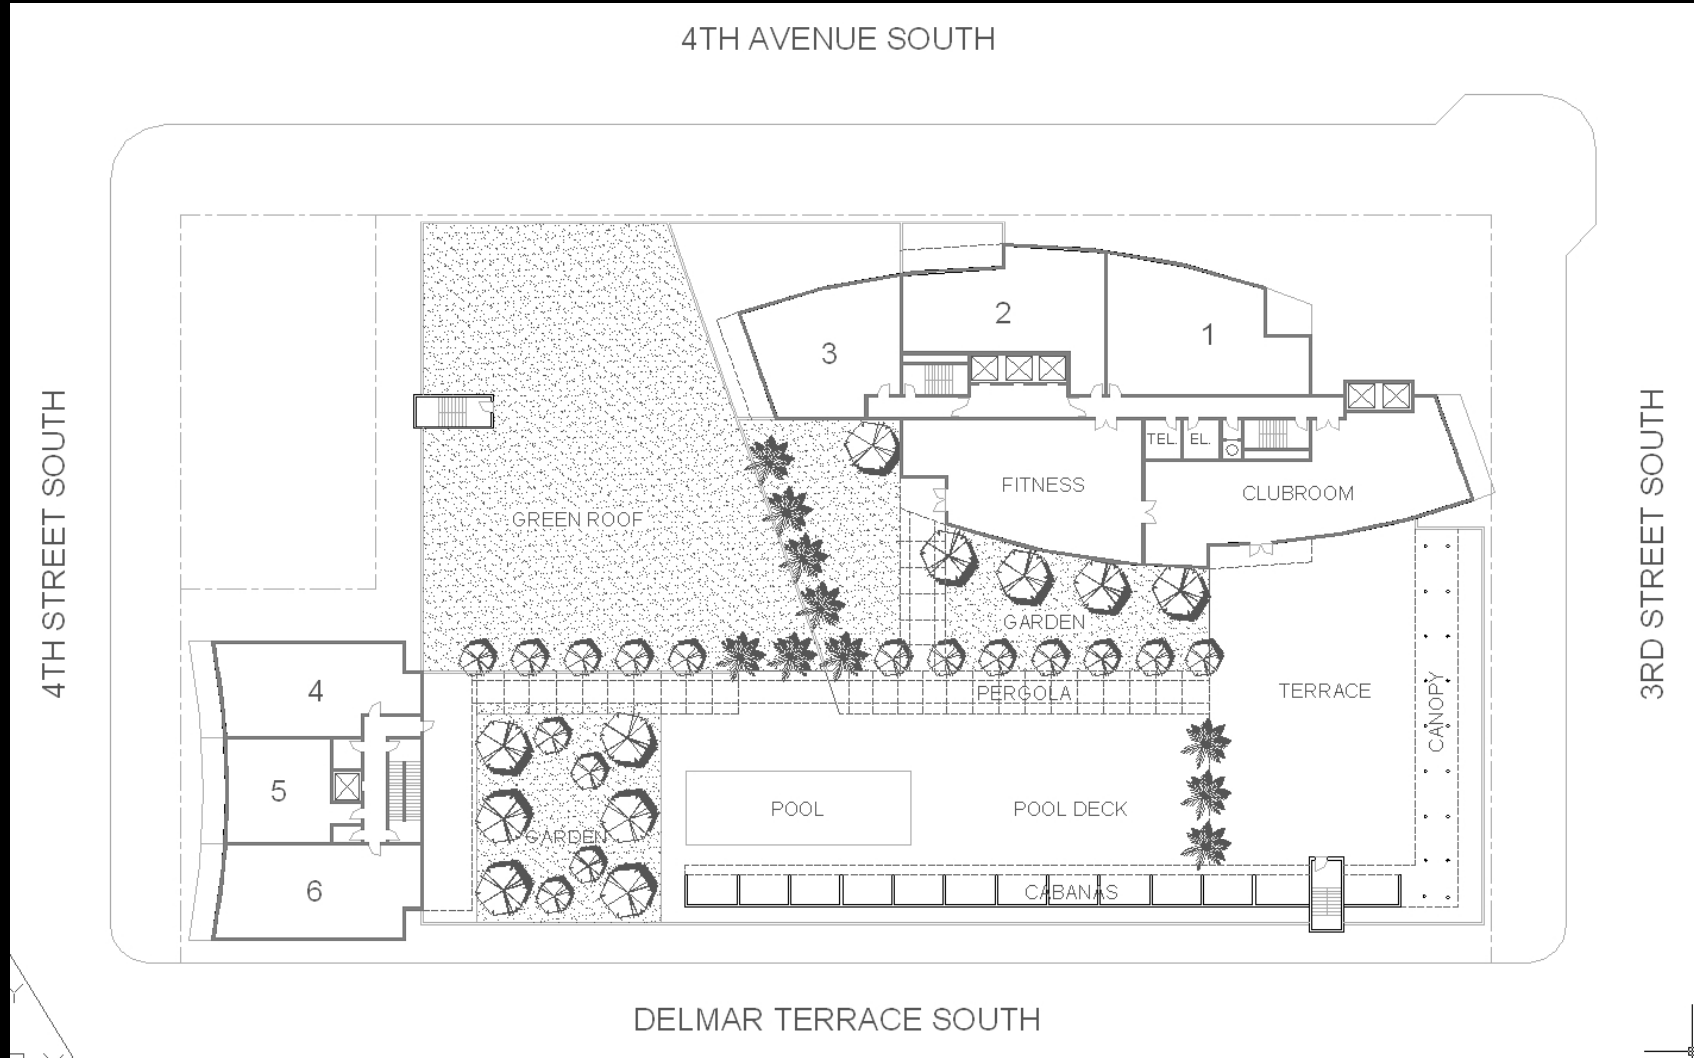 4TH AVENUE SOUTH
2
1
3
4TH STREET SOUTH
3RD STREET SOUTH
TEL.
EL.
FITNESS
CLUBROOM
GREEN ROOF
GARDEN
PERGOLA
TERRACE
CANOPY
4
5
POOL
POOL DECK
GARDEN
6
CABANAS
DELMAR TERRACE SOUTH